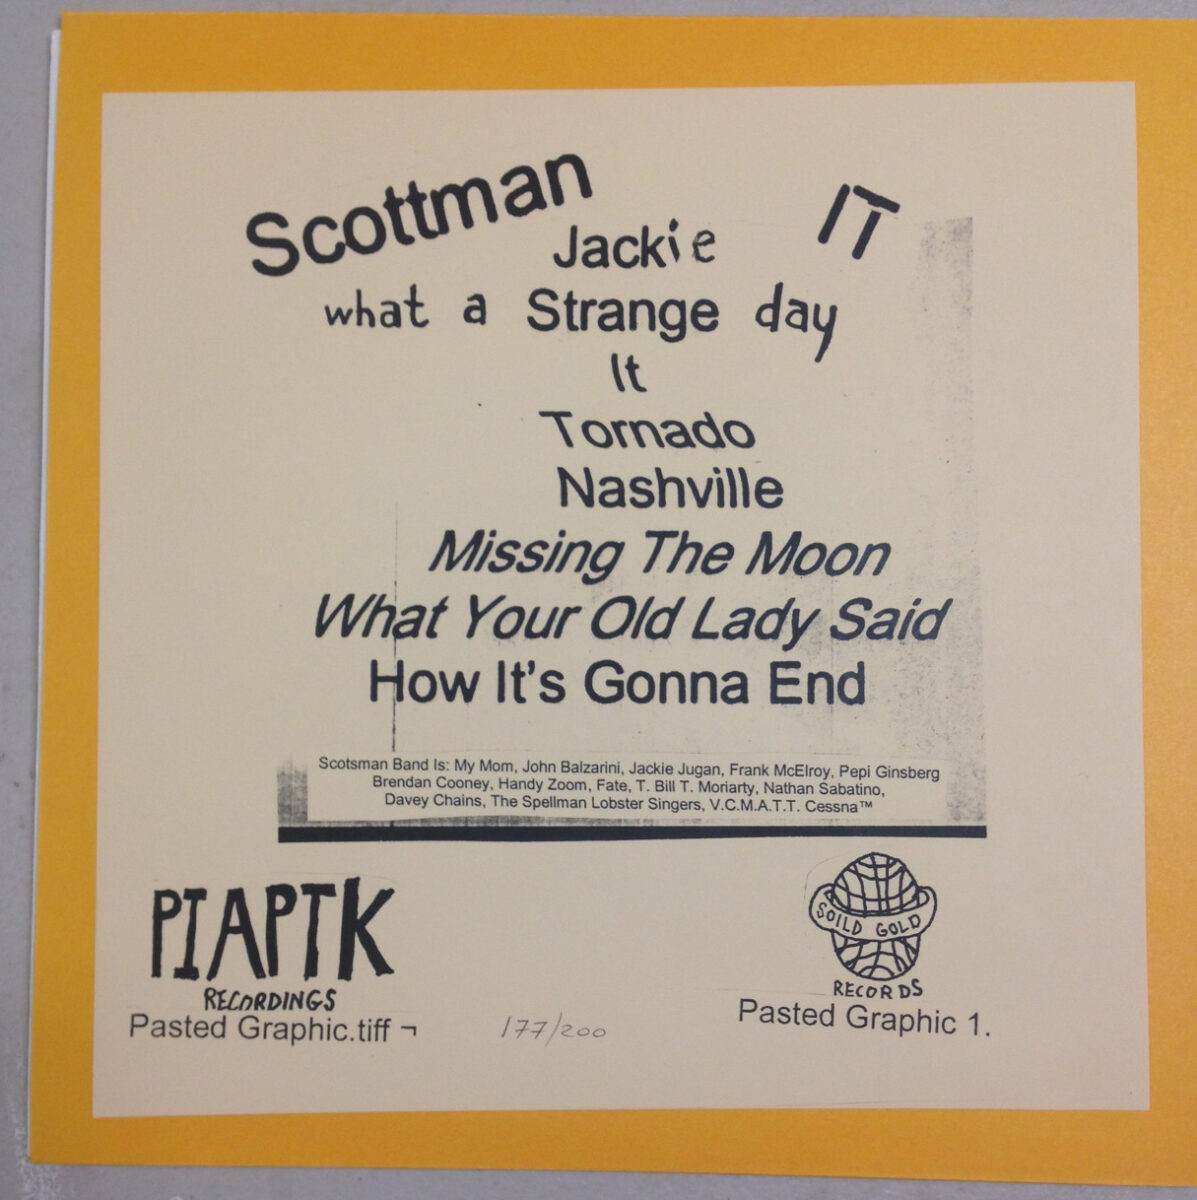 Scottman IT
Jackie
what a Strange day
It
Tornado
Nashville
Missing The Moon
What Your Old Lady Said
How It's Gonna End
Scotsman Band Is: My Mom, John Balzarini, Jackie Jugan, Frank McElroy, Pepi Ginsberg
Brendan Cooney, Handy Zoom, Fate, T. Bill T. Moriarty, Nathan Sabatino,
Davey Chains, The Spellman Lobster Singers, V.C.M.A.T.T. Cessna™
PIAPTK
RECORDINGS
Pasted Graphic.tiff ¬
177/200
SOILD GOLD
RECORDS
Pasted Graphic 1.